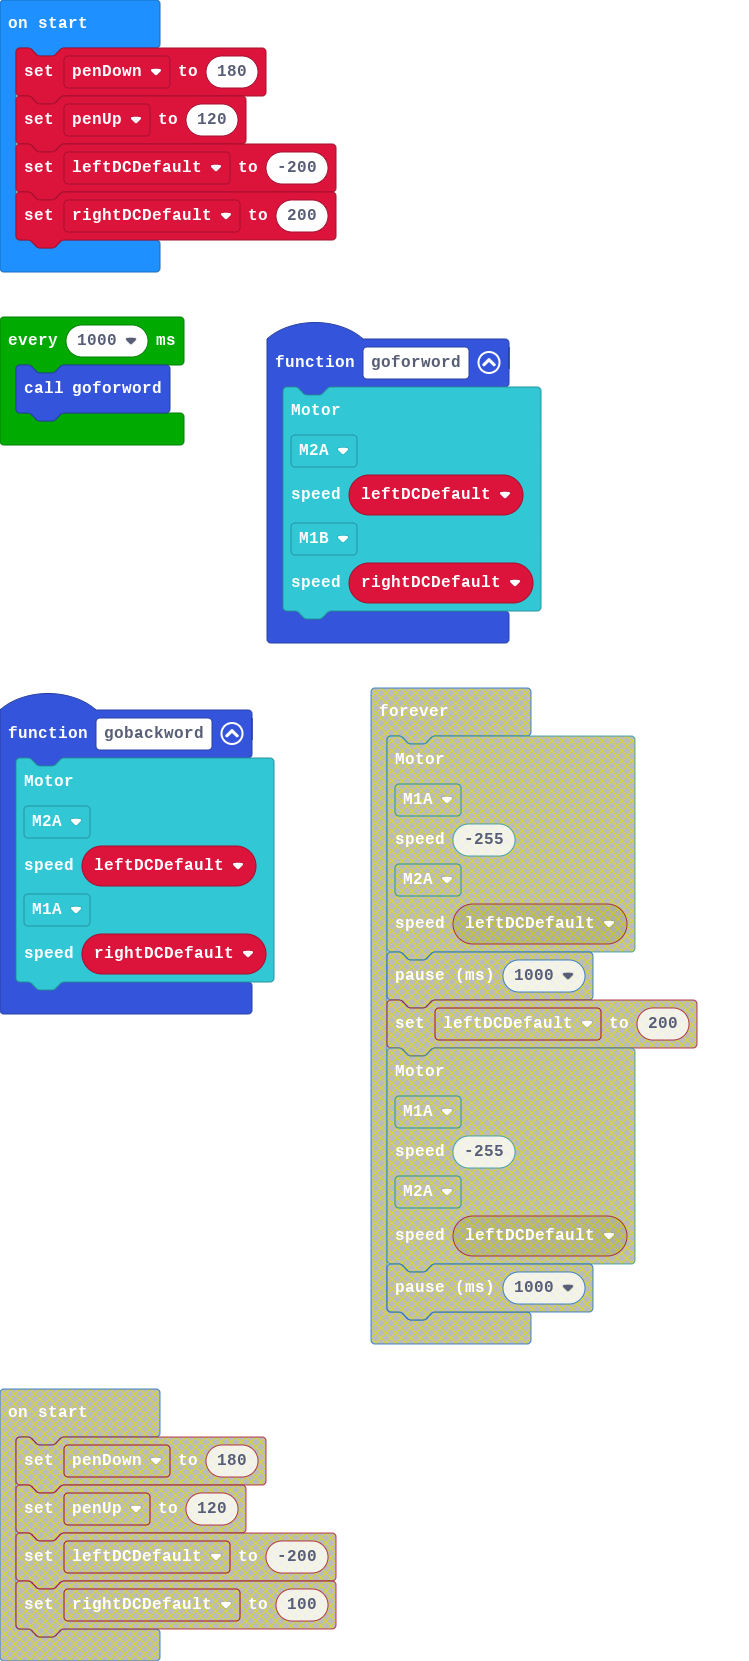 on start
set penDown to 180
set penUp to 120
set leftDCDefault to -200
set rightDCDefault to 200
every 1000 ms
call goforword
function goforword
Motor
M2A
speed leftDCDefault
M1B
speed rightDCDefault
function gobackword
Motor
M2A
speed leftDCDefault
M1A
speed rightDCDefault
forever
Motor
M1A
speed -255
M2A
speed leftDCDefault
pause (ms) 1000
set leftDCDefault to 200
Motor
M1A
speed -255
M2A
speed leftDCDefault
pause (ms) 1000
on start
set penDown to 180
set penUp to 120
set leftDCDefault to -200
set rightDCDefault to 100